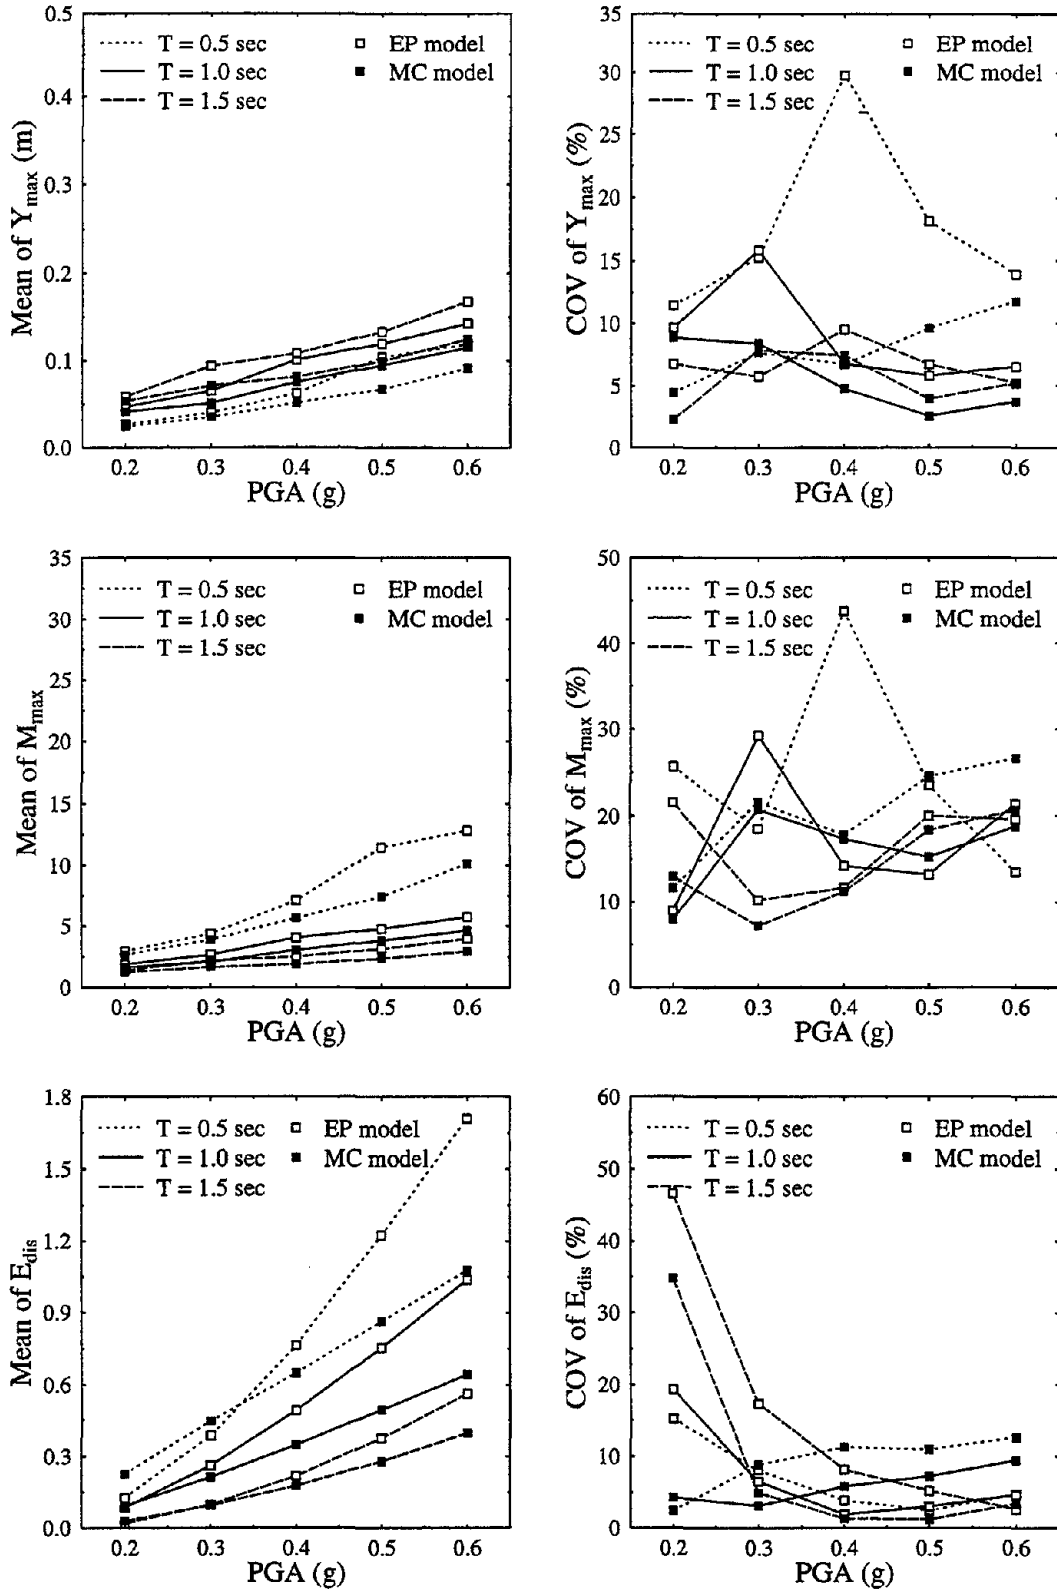 0.5
0.4
0.3
0.2
0.1
0.0
Mean of Y_max (m)
T = 0.5 sec
T = 1.0 sec
T = 1.5 sec
EP model
MC model
0.2 0.3 0.4 0.5 0.6
PGA (g)
35
30
25
20
15
10
5
0
COV of Y_max (%)
T = 0.5 sec
T = 1.0 sec
T = 1.5 sec
EP model
MC model
0.2 0.3 0.4 0.5 0.6
PGA (g)
35
30
25
20
15
10
5
0
Mean of M_max
T = 0.5 sec
T = 1.0 sec
T = 1.5 sec
EP model
MC model
0.2 0.3 0.4 0.5 0.6
PGA (g)
50
40
30
20
10
0
COV of M_max (%)
T = 0.5 sec
T = 1.0 sec
T = 1.5 sec
EP model
MC model
0.2 0.3 0.4 0.5 0.6
PGA (g)
1.8
1.5
1.2
0.9
0.6
0.3
0.0
Mean of E_dis
T = 0.5 sec
T = 1.0 sec
T = 1.5 sec
EP model
MC model
0.2 0.3 0.4 0.5 0.6
PGA (g)
60
50
40
30
20
10
0
COV of E_dis (%)
T = 0.5 sec
T = 1.0 sec
T = 1.5 sec
EP model
MC model
0.2 0.3 0.4 0.5 0.6
PGA (g)